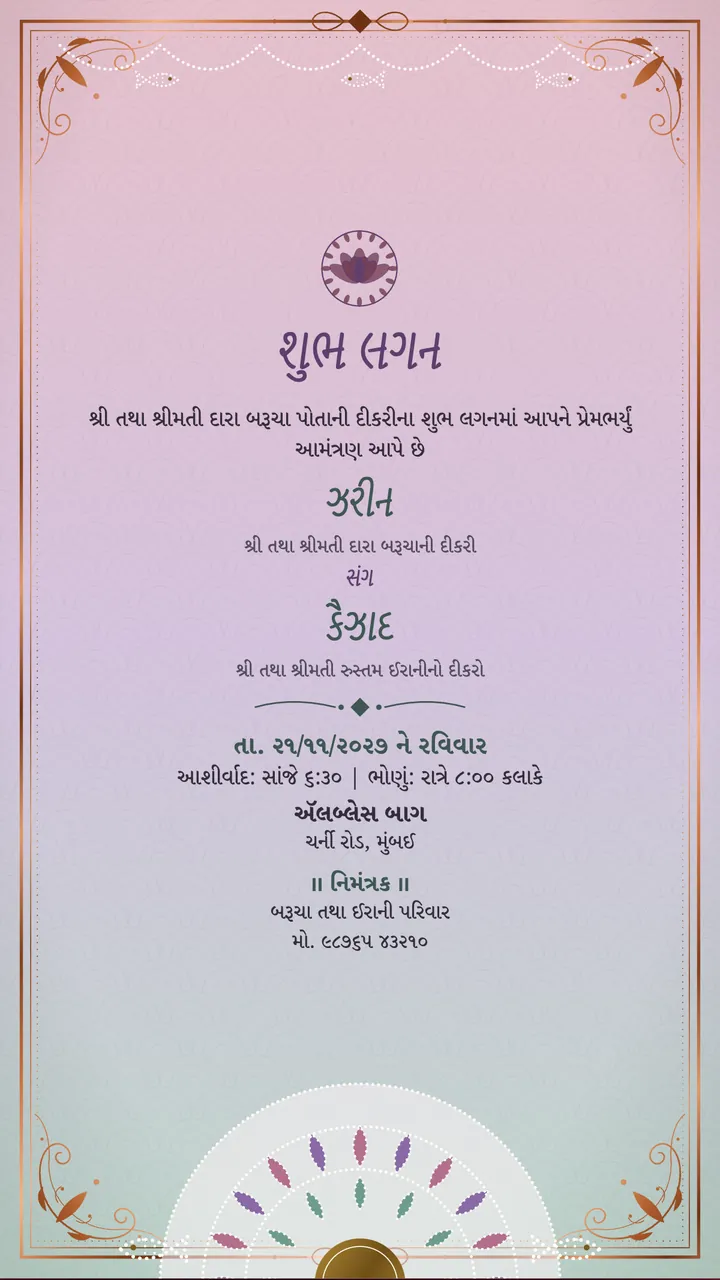 શુભ લગન
શ્રી તથા શ્રીમતી દારા બરૂચા પોતાની દીકરીના શુભ લગનમાં આપને પ્રેમભર્યું
આમંત્રણ આપે છે
ઝરીન
શ્રી તથા શ્રીમતી દારા બરૂચાની દીકરી
સંગ
કૈઝાદ
શ્રી તથા શ્રીમતી રુસ્તમ ઈરાનીનો દીકરો
તા. ૨૧/૧૧/૨૦૨૭ ને રવિવાર
આશીર્વાદ: સાંજે ૬:૩૦ | ભોણું: રાત્રે ૮:૦૦ કલાકે
ઍલબ્લેસ બાગ
ચર્ની રોડ, મુંબઈ
॥ નિમંત્રક ॥
બરૂચા તથા ઈરાની પરિવાર
મો. ૯૮૭૬૫ ૪૩૨૧૦